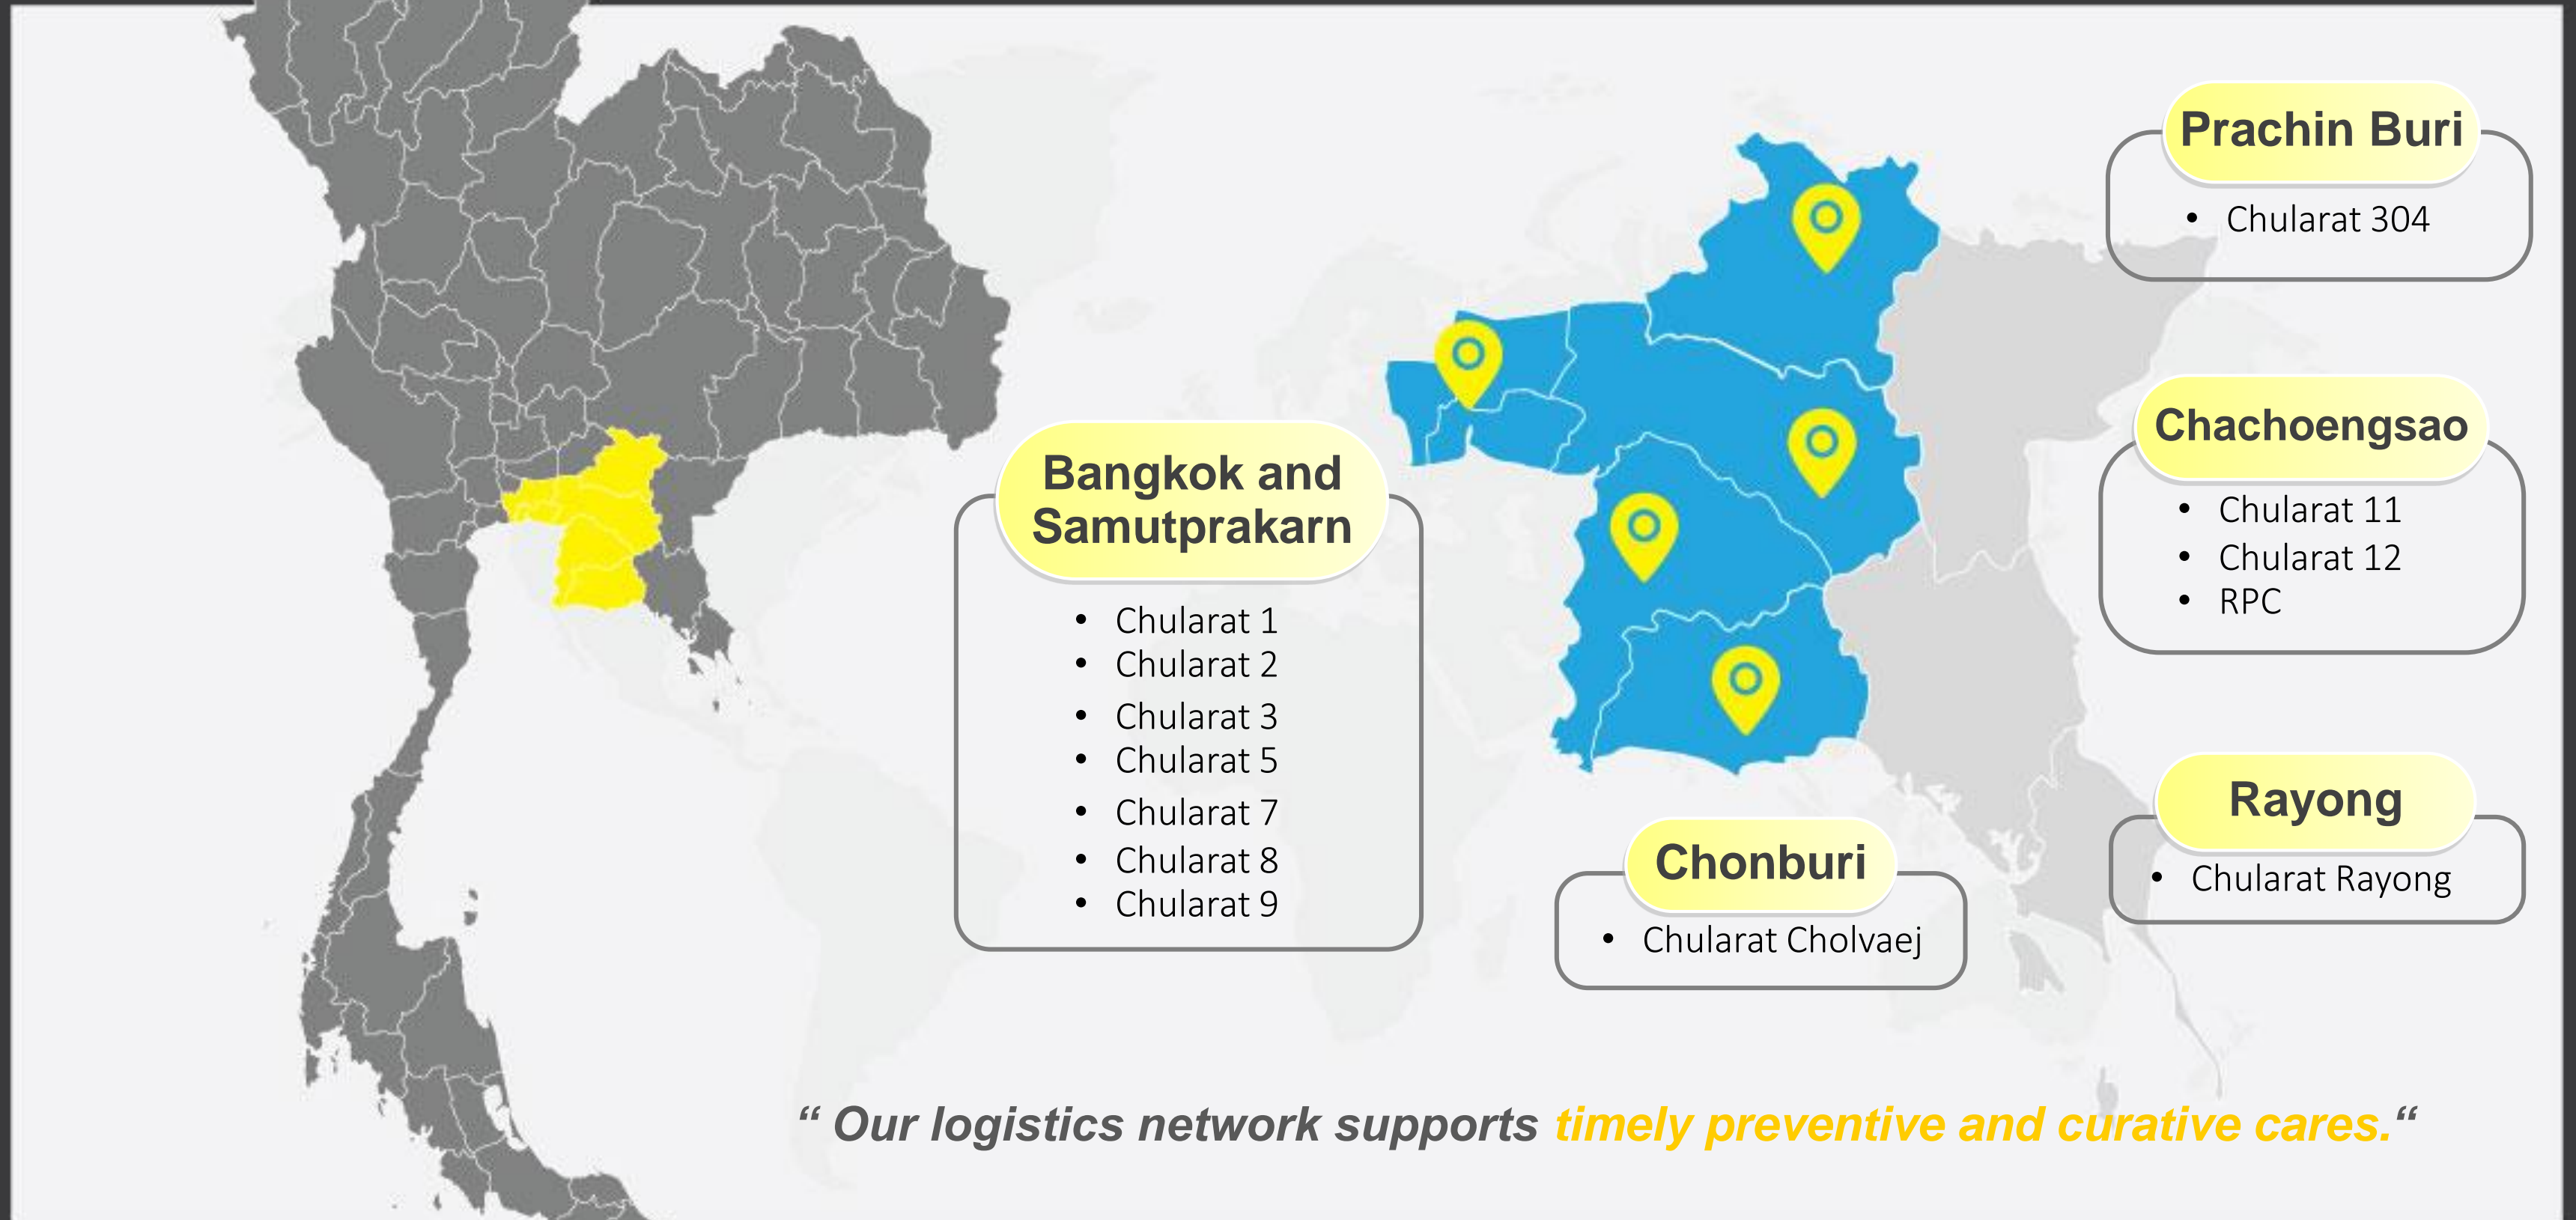 Prachin Buri
• Chularat 304
Chachoengsao
• Chularat 11
• Chularat 12
• RPC
Bangkok and
Samutprakarn
• Chularat 1
• Chularat 2
• Chularat 3
• Chularat 5
• Chularat 7
• Chularat 8
• Chularat 9
Chonburi
• Chularat Cholvaej
Rayong
• Chularat Rayong
“ Our logistics network supports timely preventive and curative cares.“